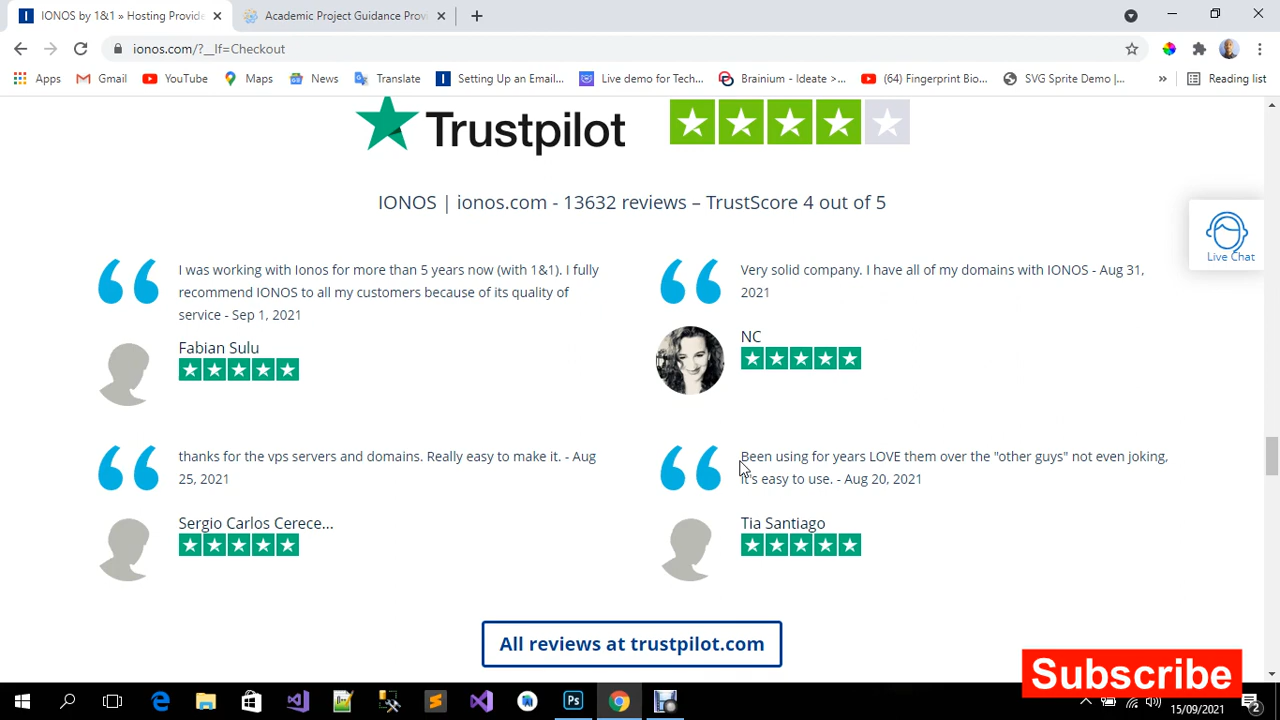 IONOS by 1&1 » Hosting Provide
Academic Project Guidance Prov
ionos.com/?__lf=Checkout
Apps
Gmail
YouTube
Maps
News
Translate
Setting Up an Email...
Live demo for Tech...
Brainium - Ideate >...
(64) Fingerprint Bio...
SVG Sprite Demo |...
»
Reading list
Trustpilot
IONOS | ionos.com - 13632 reviews – TrustScore 4 out of 5
Live Chat
I was working with Ionos for more than 5 years now (with 1&1). I fully
recommend IONOS to all my customers because of its quality of
service - Sep 1, 2021
Fabian Sulu
Very solid company. I have all of my domains with IONOS - Aug 31,
2021
NC
thanks for the vps servers and domains. Really easy to make it. - Aug
25, 2021
Sergio Carlos Cerece...
Been using for years LOVE them over the "other guys" not even joking,
it's easy to use. - Aug 20, 2021
Tia Santiago
All reviews at trustpilot.com
Subscribe
Ps
15/09/2021
2